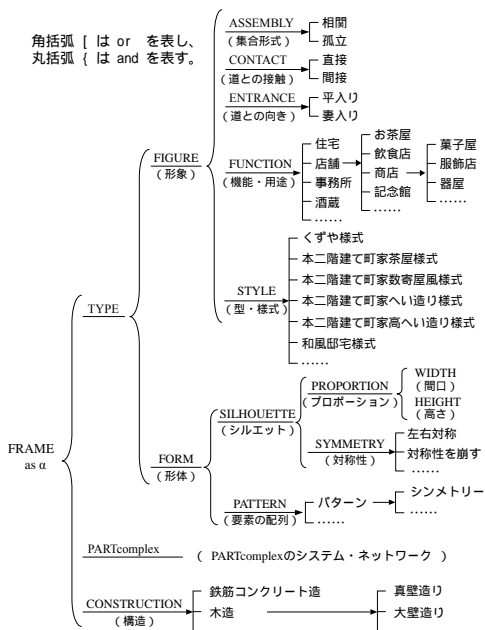 角括弧 [ は or を表し、
丸括弧 { は and を表す。
FRAME
as α
TYPE
FIGURE
(形象)
ASSEMBLY
(集合形式)
相関
孤立
CONTACT
(道との接触)
直接
間接
ENTRANCE
(道との向き)
平入り
妻入り
FUNCTION
(機能・用途)
住宅
店舗
事務所
酒蔵
……
お茶屋
飲食店
商店
記念館
……
菓子屋
服飾店
器屋
……
STYLE
(型・様式)
くずや様式
本二階建て町家茶屋様式
本二階建て町家数寄屋風様式
本二階建て町家へい造り様式
本二階建て町家高へい造り様式
和風邸宅様式
……
FORM
(形体)
SILHOUETTE
(シルエット)
PROPORTION
(プロポーション)
WIDTH
(間口)
HEIGHT
(高さ)
SYMMETRY
(対称性)
左右対称
対称性を崩す
……
PATTERN
(要素の配列)
パターン
……
シンメトリー
……
PARTcomplex
( PARTcomplexのシステム・ネットワーク )
CONSTRUCTION
(構造)
鉄筋コンクリート造
木造
真壁造り
大壁造り